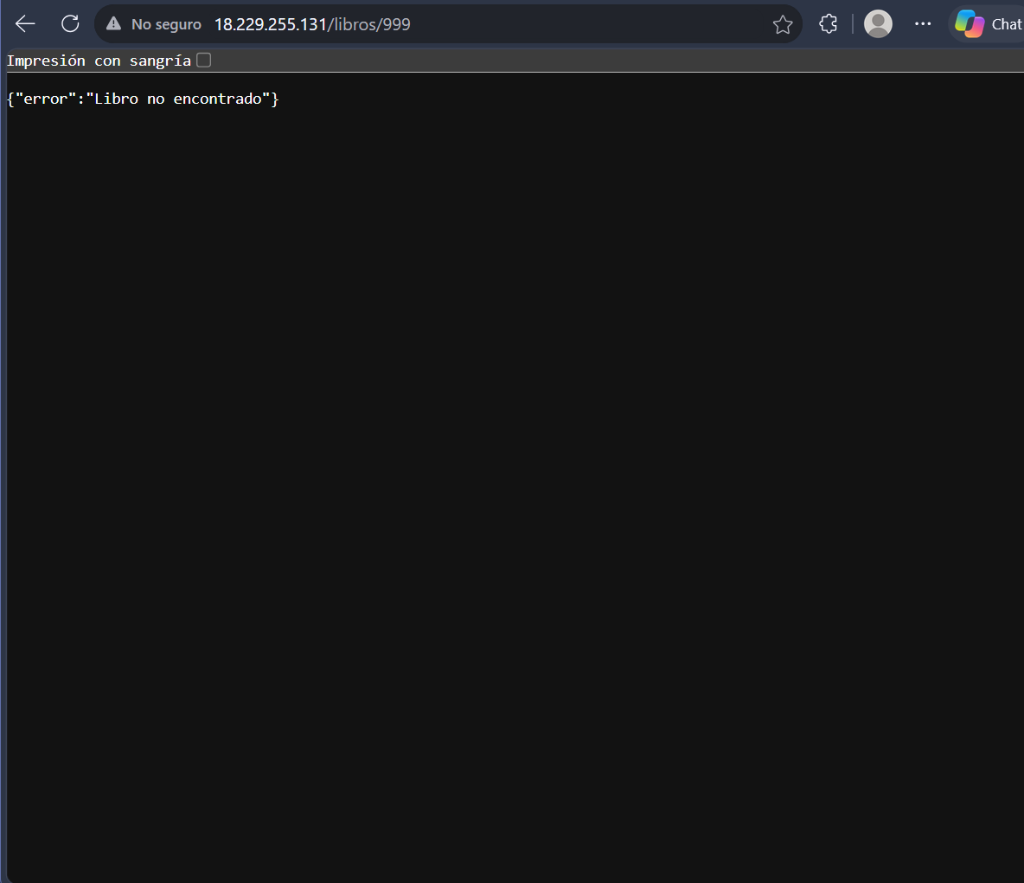 No seguro 18.229.255.131/libros/999 Chat
Impresión con sangría
{"error":"Libro no encontrado"}